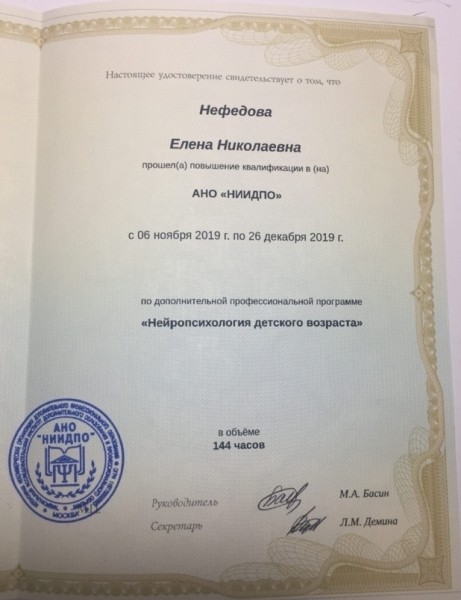 Настоящее удостоверение свидетельствует о том, что
Нефедова
Елена Николаевна
прошел(а) повышение квалификации в (на)
АНО «НИИДПО»
с 06 ноября 2019 г. по 26 декабря 2019 г.
по дополнительной профессиональной программе
«Нейропсихология детского возраста»
в объёме
144 часов
АНО
"НИИДПО"
МОСКВА
Руководитель
М.А. Басин
Секретарь
Л.М. Демина